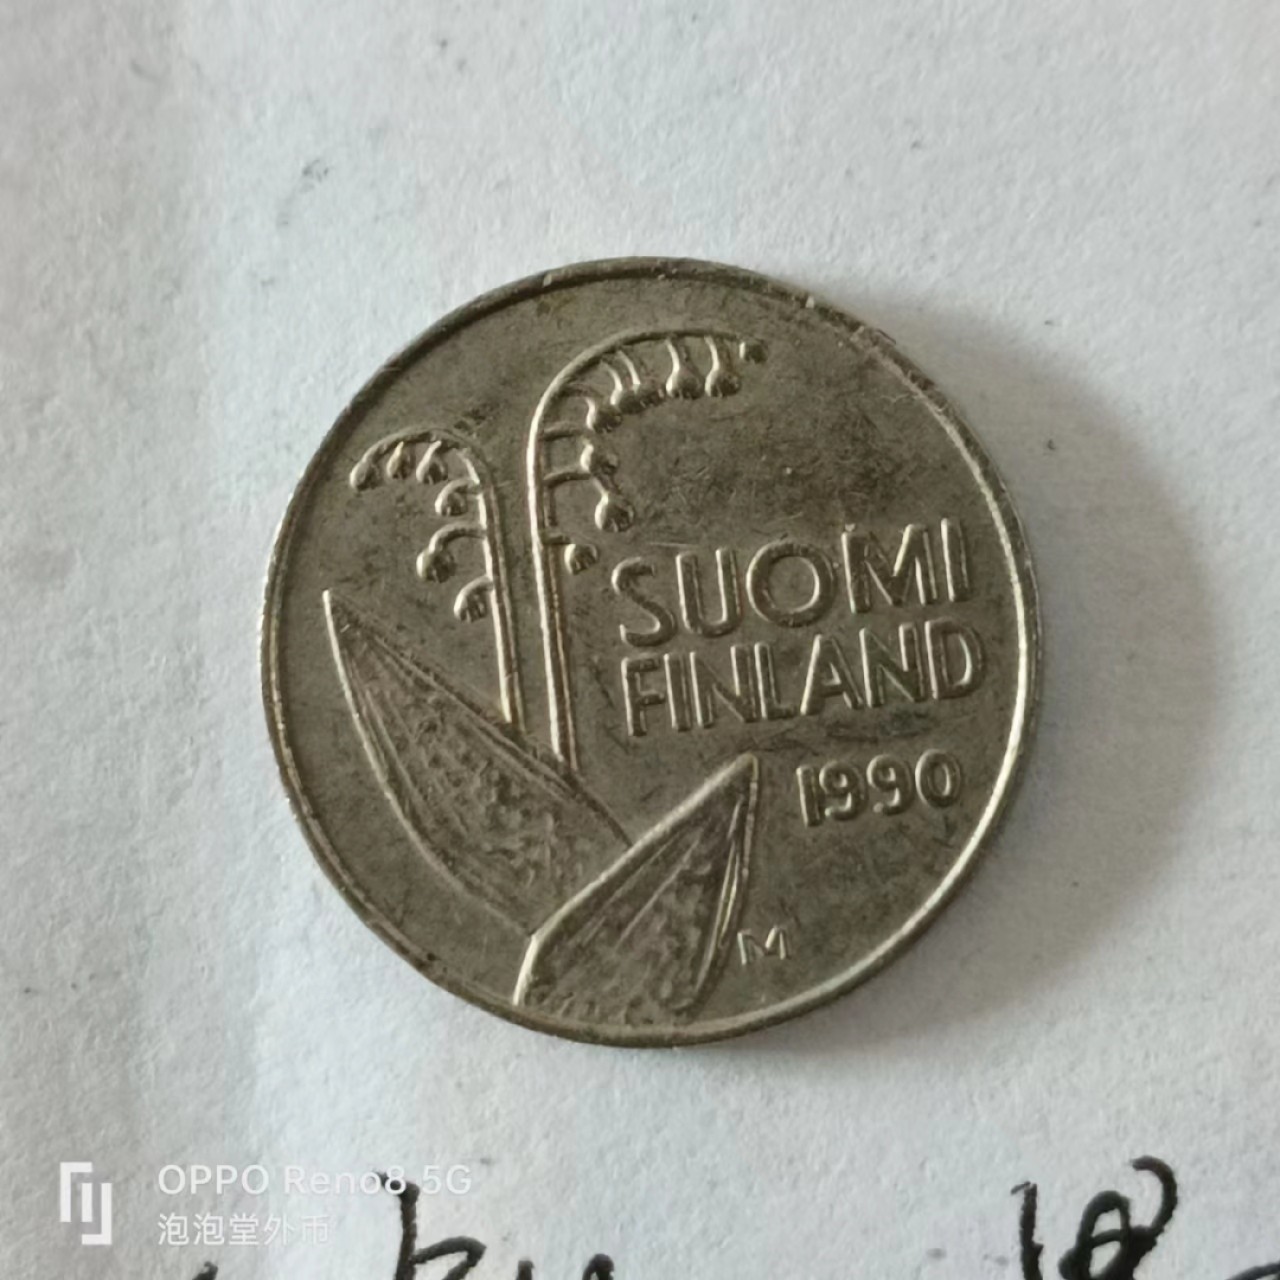 SUOMI
FINLAND
1990
M
OPPO Reno8 5G
泡泡堂外币